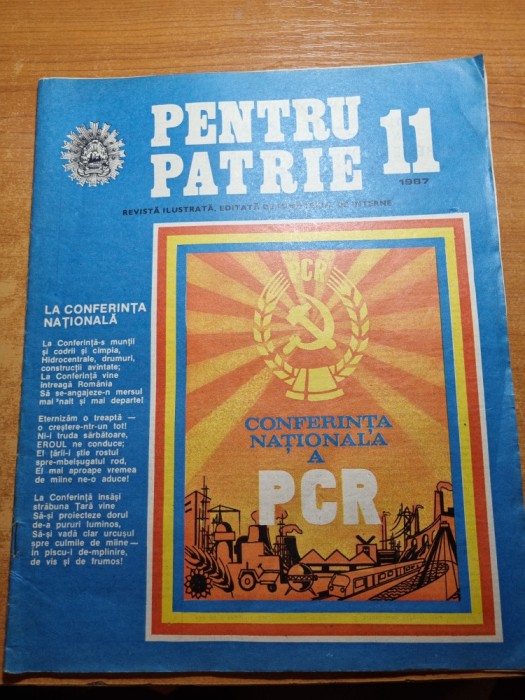 PENTRU
PATRIE
11
1987
REVISTĂ ILUSTRATĂ, EDITATĂ DE MINISTERUL DE INTERNE
LA CONFERINȚA
NAȚIONALĂ
La Conferință-s munții
și codrii și cîmpia,
Hidrocentrale, drumuri,
construcții avîntate;
La Conferință vine
întreagă România
Să se-angajeze-n mersul
mai 'nalt și mai departe!
Eternizăm o treaptă —
o creștere-ntr-un tot!
Ni-i truda sărbătoare,
EROUL ne conduce;
El țării-i știe rostul
spre-mbelșugatul rod,
El mai aproape vremea
de mîine ne-o aduce!
La Conferință însăși
străbuna Țară vine
Să-și proiecteze dorul
de-a pururi luminos,
Să-și vadă clar urcușul
spre culmile de mîine —
în piscu-i de-mplinire,
de vis și de frumos!
PCR
CONFERINȚA
NAȚIONALĂ
A
PCR